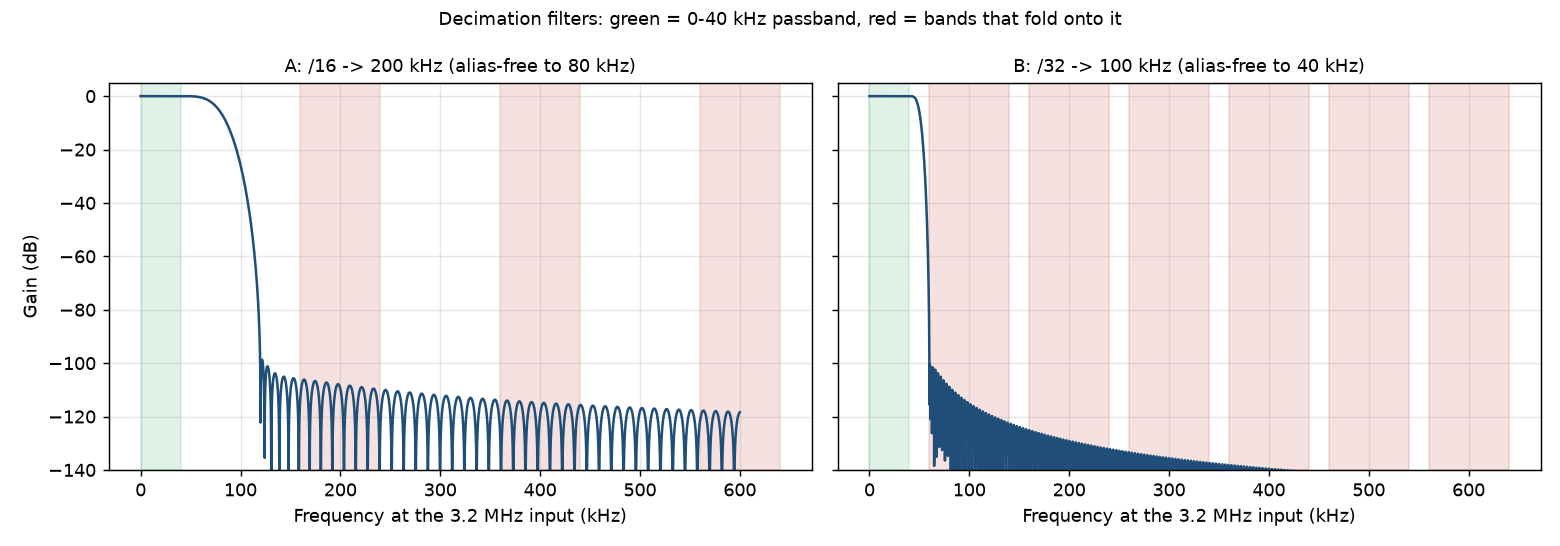 Decimation filters: green = 0-40 kHz passband, red = bands that fold onto it
A: /16 -> 200 kHz (alias-free to 80 kHz)
B: /32 -> 100 kHz (alias-free to 40 kHz)
Gain (dB)
0
−20
−40
−60
−80
−100
−120
−140
0 100 200 300 400 500 600
0 100 200 300 400 500 600
Frequency at the 3.2 MHz input (kHz)
Frequency at the 3.2 MHz input (kHz)